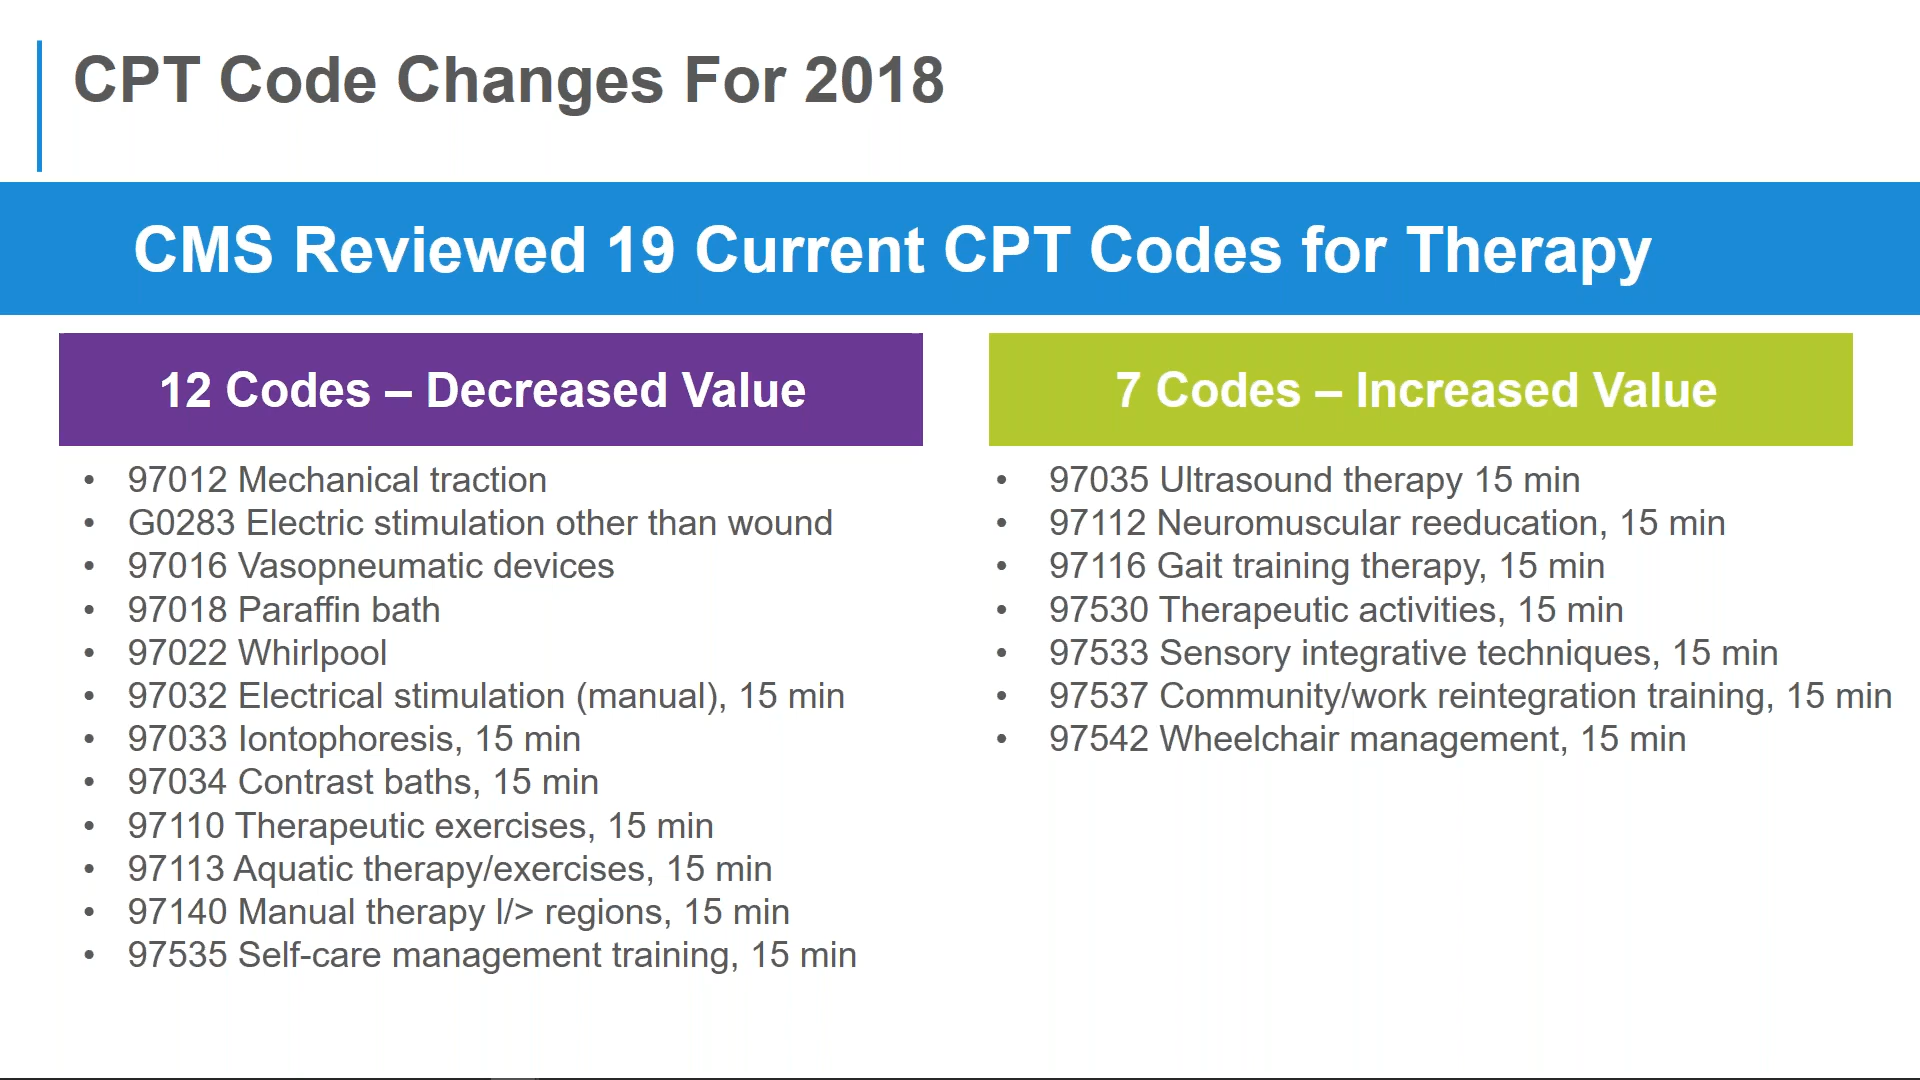 CPT Code Changes For 2018
CMS Reviewed 19 Current CPT Codes for Therapy
12 Codes – Decreased Value
• 97012 Mechanical traction
• G0283 Electric stimulation other than wound
• 97016 Vasopneumatic devices
• 97018 Paraffin bath
• 97022 Whirlpool
• 97032 Electrical stimulation (manual), 15 min
• 97033 Iontophoresis, 15 min
• 97034 Contrast baths, 15 min
• 97110 Therapeutic exercises, 15 min
• 97113 Aquatic therapy/exercises, 15 min
• 97140 Manual therapy l/> regions, 15 min
• 97535 Self-care management training, 15 min
7 Codes – Increased Value
• 97035 Ultrasound therapy 15 min
• 97112 Neuromuscular reeducation, 15 min
• 97116 Gait training therapy, 15 min
• 97530 Therapeutic activities, 15 min
• 97533 Sensory integrative techniques, 15 min
• 97537 Community/work reintegration training, 15 min
• 97542 Wheelchair management, 15 min